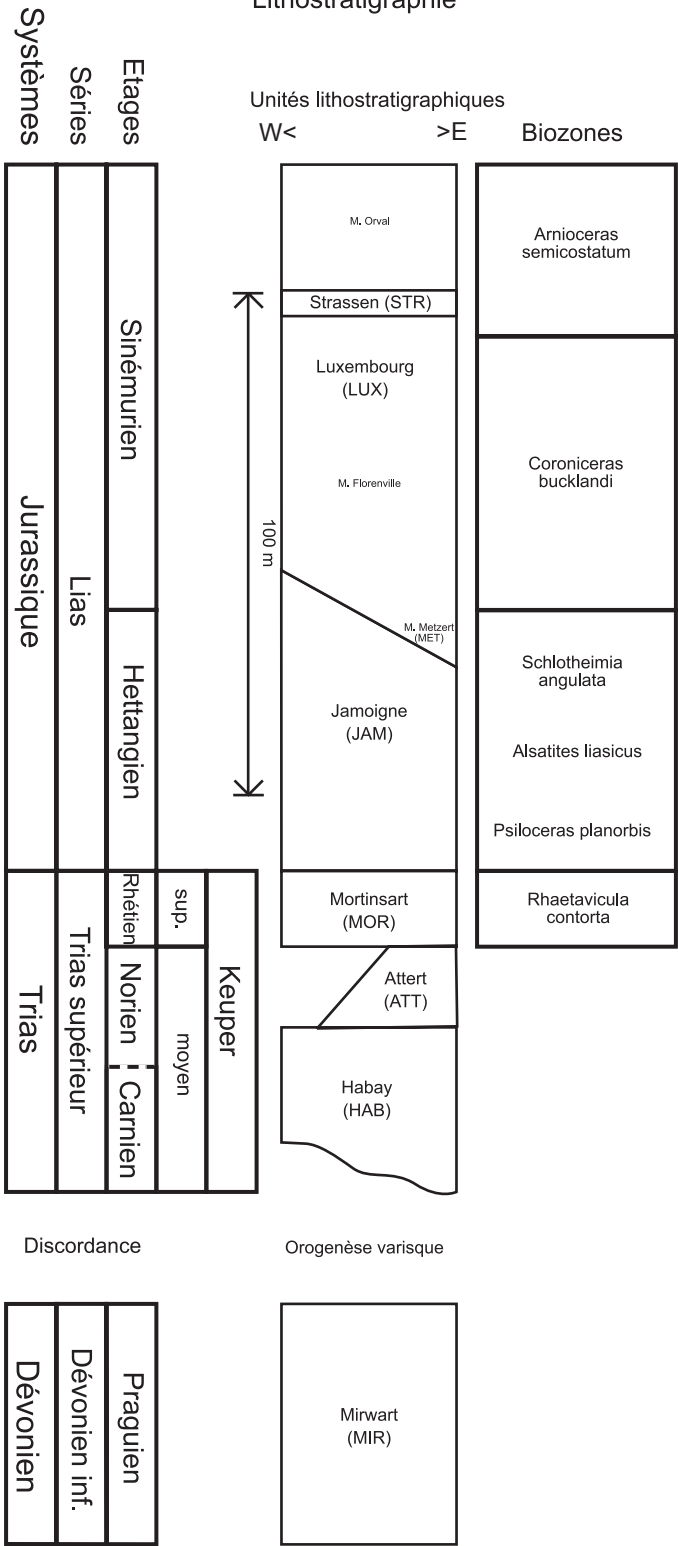 Lithostratigraphie
Systèmes
Séries
Etages
Unités lithostratigraphiques
W<
>E
Biozones
Jurassique
Lias
Sinémurien
Hettangien
100 m
M. Orval
Strassen (STR)
Luxembourg
(LUX)
M. Florenville
M. Metzert
(MET)
Jamoigne
(JAM)
Arnioceras
semicostatum
Coroniceras
bucklandi
Schlotheimia
angulata
Alsatites liasicus
Psiloceras planorbis
Trias
Trias supérieur
Rhétien
Norien
Carnien
sup.
moyen
Keuper
Mortinsart
(MOR)
Attert
(ATT)
Habay
(HAB)
Rhaetavicula
contorta
Discordance
Orogenèse varisque
Dévonien
Dévonien inf.
Praguien
Mirwart
(MIR)